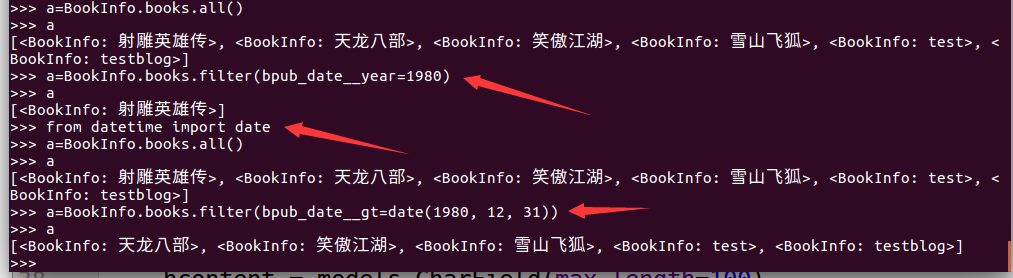 >>> a=BookInfo.books.all()
>>> a
[<BookInfo: 射雕英雄传>, <BookInfo: 天龙八部>, <BookInfo: 笑傲江湖>, <BookInfo: 雪山飞狐>, <BookInfo: test>, <
BookInfo: testblog>]
>>> a=BookInfo.books.filter(bpub_date__year=1980)
>>> a
[<BookInfo: 射雕英雄传>]
>>> from datetime import date
>>> a=BookInfo.books.all()
>>> a
[<BookInfo: 射雕英雄传>, <BookInfo: 天龙八部>, <BookInfo: 笑傲江湖>, <BookInfo: 雪山飞狐>, <BookInfo: test>, <
BookInfo: testblog>]
>>> a=BookInfo.books.filter(bpub_date__gt=date(1980, 12, 31))
>>> a
[<BookInfo: 天龙八部>, <BookInfo: 笑傲江湖>, <BookInfo: 雪山飞狐>, <BookInfo: test>, <BookInfo: testblog>]
>>>
hcontent = models.CharField(max_length=100)